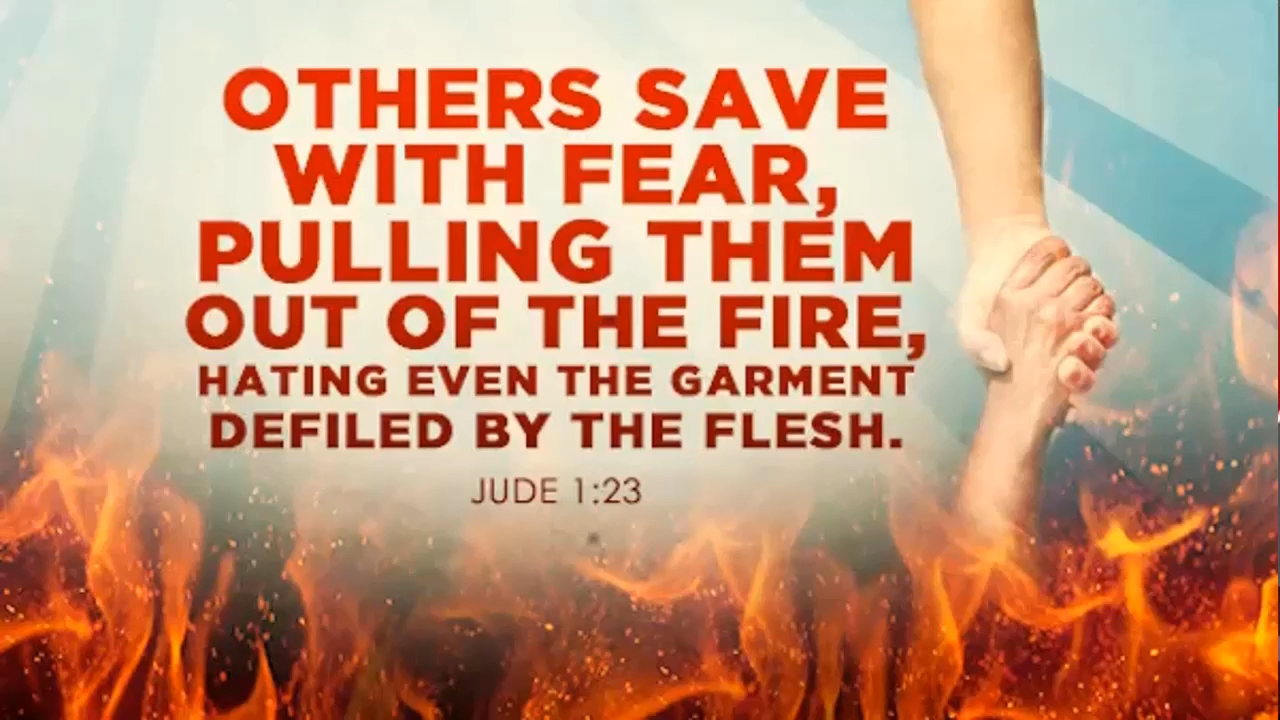 OTHERS SAVE
WITH FEAR,
PULLING THEM
OUT OF THE FIRE,
HATING EVEN THE GARMENT
DEFILED BY THE FLESH.
JUDE 1:23